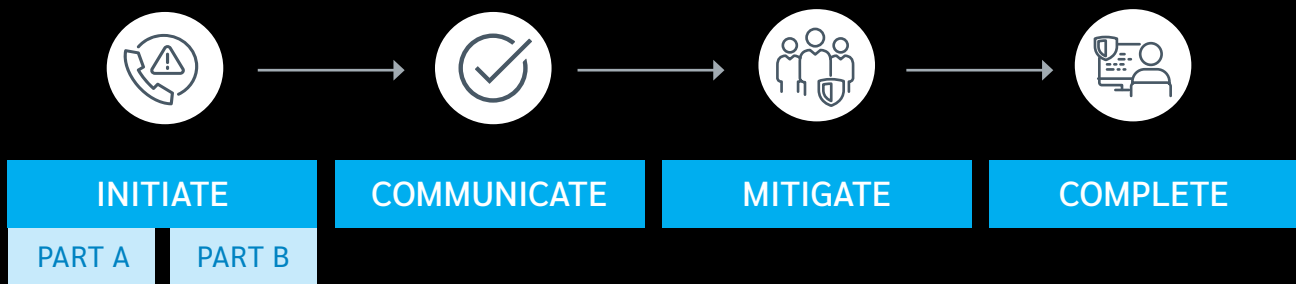 INITIATE
COMMUNICATE
MITIGATE
COMPLETE
PART A
PART B